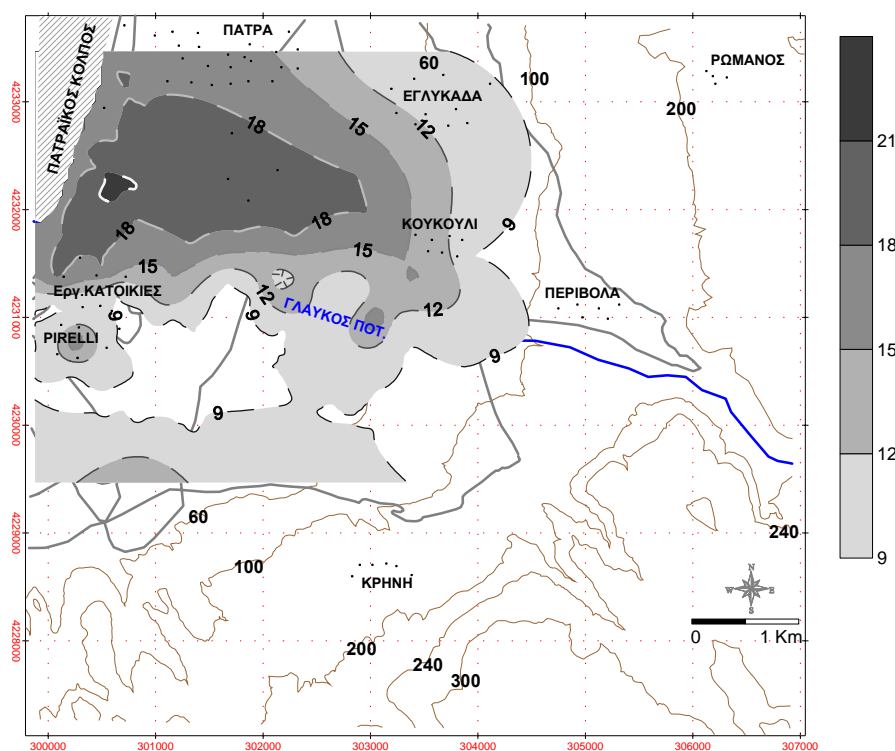 ΠΑΤΡΑ
ΡΩΜΑΝΟΣ
60
100
200
ΠΑΤΡΑΪΚΟΣ ΚΟΛΠΟΣ
ΕΓΛΥΚΑΔΑ
18
15
12
4233000
21
4232000
18
18
ΚΟΥΚΟΥΛΙ
9
15
15
18
Εργ.ΚΑΤΟΙΚΙΕΣ
12
ΠΕΡΙΒΟΛΑ
ΓΛΑΥΚΟΣ ΠΟΤ.
12
4231000
9
9
PIRELLI
9
15
9
4230000
12
60
4229000
240
9
100
ΚΡΗΝΗ
N
W E
S
0 1 Km
4228000
200
240
300
300000 301000 302000 303000 304000 305000 306000 307000